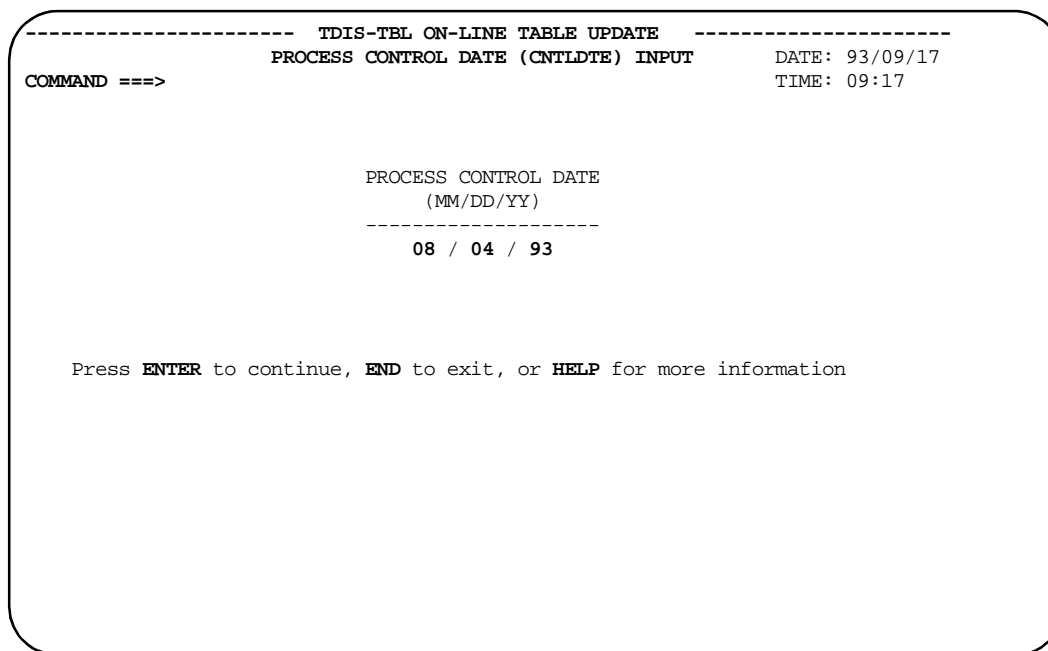 ----------------------- TDIS-TBL ON-LINE TABLE UPDATE ----------------------
PROCESS CONTROL DATE (CNTLDTE) INPUT DATE: 93/09/17
COMMAND ===> TIME: 09:17
PROCESS CONTROL DATE
(MM/DD/YY)
--------------------
08 / 04 / 93
Press ENTER to continue, END to exit, or HELP for more information